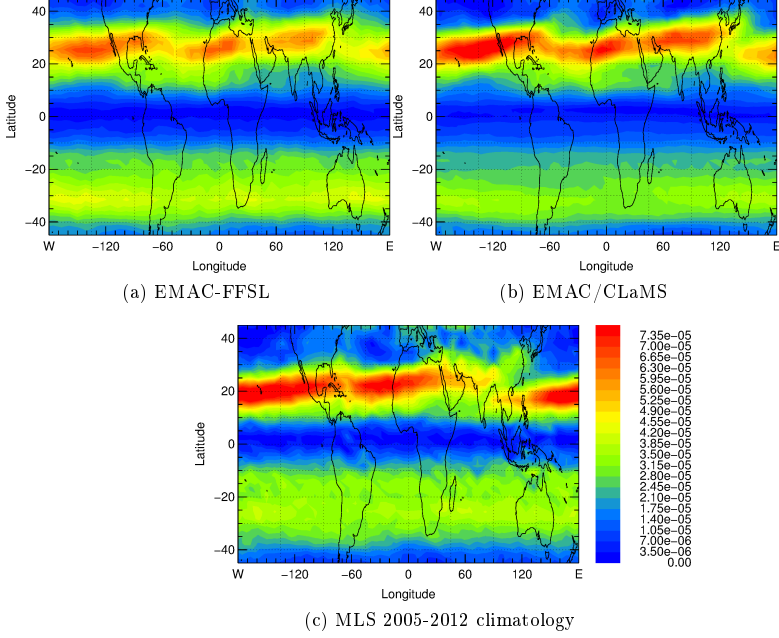 40
20
0
−20
−40
Latitude
W
−120
−60
0
60
120
E
Longitude
(a) EMAC-FFSL
40
20
0
−20
−40
Latitude
W
−120
−60
0
60
120
E
Longitude
(b) EMAC/CLaMS
40
20
0
−20
−40
Latitude
W
−120
−60
0
60
120
E
Longitude
7.35e−05
7.00e−05
6.65e−05
6.30e−05
5.95e−05
5.60e−05
5.25e−05
4.90e−05
4.55e−05
4.20e−05
3.85e−05
3.50e−05
3.15e−05
2.80e−05
2.45e−05
2.10e−05
1.75e−05
1.40e−05
1.05e−05
7.00e−06
3.50e−06
0.00
(c) MLS 2005-2012 climatology